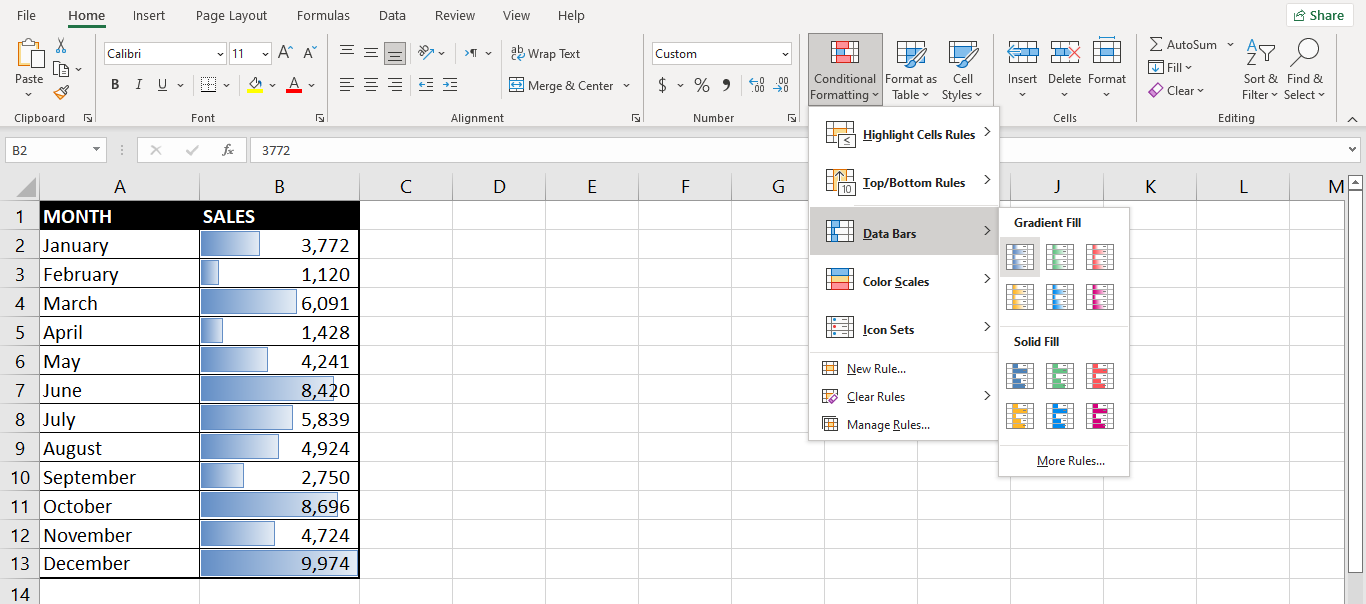 File Home Insert Page Layout Formulas Data Review View Help Share
Paste
Calibri 11
B I U A
A A
Wrap Text
Merge & Center
Custom
$ % 9 .00 .00
Conditional Formatting
Format as Table
Cell Styles
Insert Delete Format
AutoSum
Fill
Clear
Sort & Filter
Find & Select
Clipboard Font Alignment Number Cells Editing
B2 fx 3772
A B C D E F G J K L M
1 MONTH SALES
2 January 3,772
3 February 1,120
4 March 6,091
5 April 1,428
6 May 4,241
7 June 8,420
8 July 5,839
9 August 4,924
10 September 2,750
11 October 8,696
12 November 4,724
13 December 9,974
14
Highlight Cells Rules
Top/Bottom Rules
10
Data Bars
Color Scales
Icon Sets
New Rule...
Clear Rules
Manage Rules...
Gradient Fill
Solid Fill
More Rules...